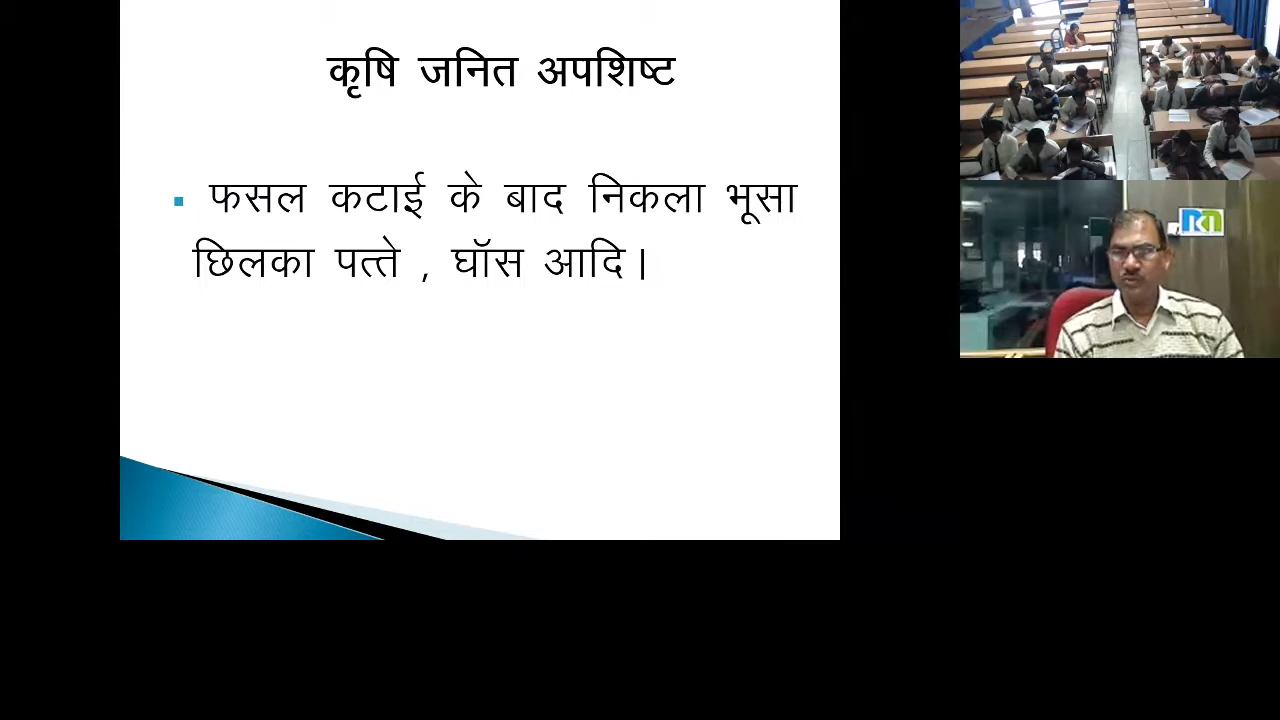 कृषि जनित अपशिष्ट
फसल कटाई के बाद निकला भूसा
छिलका पत्ते , घॉस आदि।